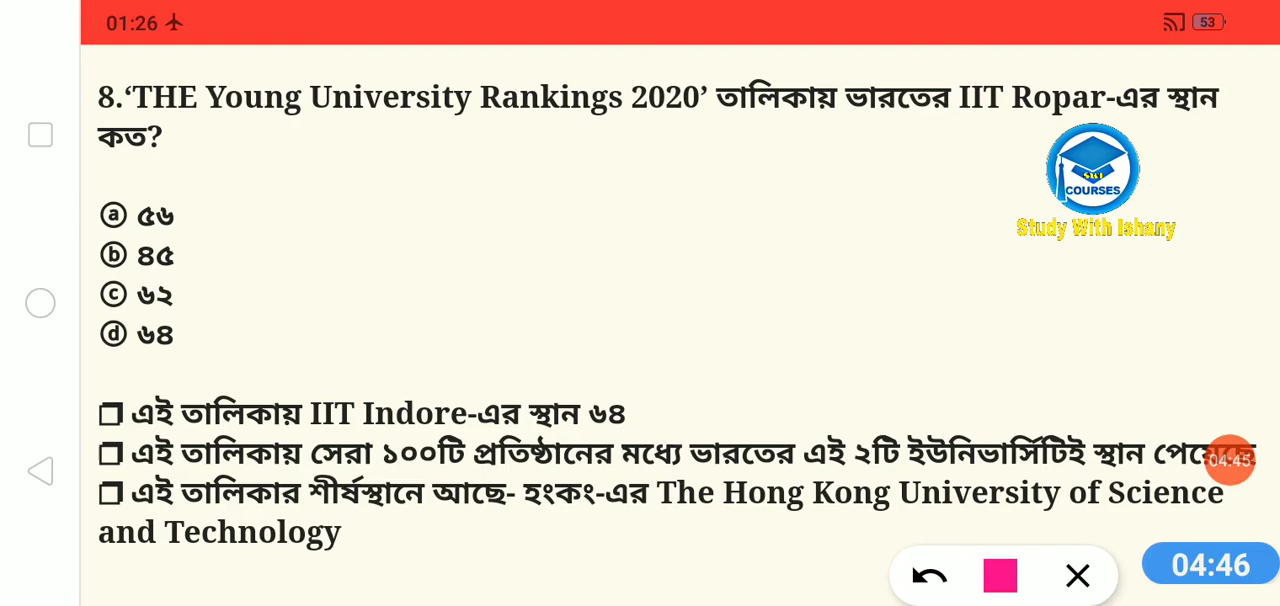 01:26
53
8.‘THE Young University Rankings 2020’ তালিকায় ভারতের IIT Ropar-এর স্থান
কত?
SWI
COURSES
Study With Ishany
ⓐ ৫৬
ⓑ ৪৫
ⓒ ৬২
ⓓ ৬৪
❐ এই তালিকায় IIT Indore-এর স্থান ৬৪
❐ এই তালিকায় সেরা ১০০টি প্রতিষ্ঠানের মধ্যে ভারতের এই ২টি ইউনিভার্সিটিই স্থান
04:45
❐ এই তালিকার শীর্ষস্থানে আছে- হংকং-এর The Hong Kong University of Science
and Technology
04:46